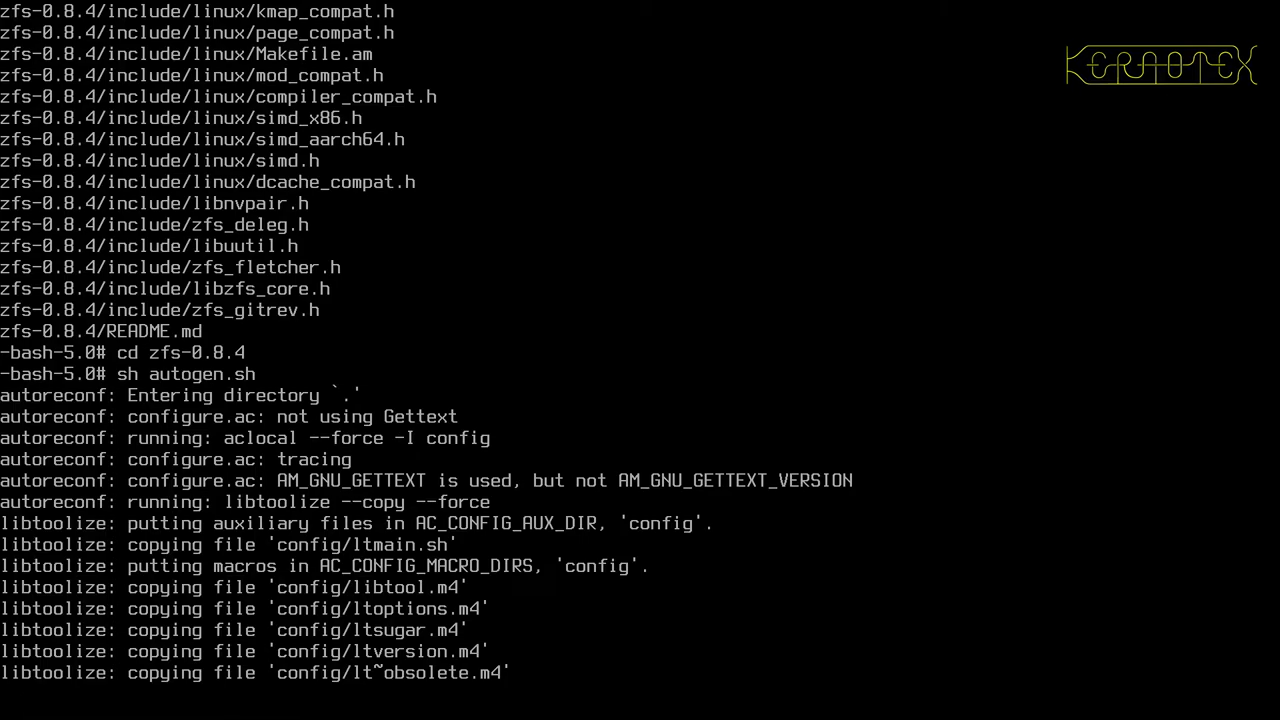 zfs-0.8.4/include/linux/kmap_compat.h
KERNOTEX
zfs-0.8.4/include/linux/page_compat.h
zfs-0.8.4/include/linux/Makefile.am
zfs-0.8.4/include/linux/mod_compat.h
zfs-0.8.4/include/linux/compiler_compat.h
zfs-0.8.4/include/linux/simd_x86.h
zfs-0.8.4/include/linux/simd_aarch64.h
zfs-0.8.4/include/linux/simd.h
zfs-0.8.4/include/linux/dcache_compat.h
zfs-0.8.4/include/libnvpair.h
zfs-0.8.4/include/zfs_deleg.h
zfs-0.8.4/include/libuutil.h
zfs-0.8.4/include/zfs_fletcher.h
zfs-0.8.4/include/libzfs_core.h
zfs-0.8.4/include/zfs_gitrev.h
zfs-0.8.4/README.md
-bash-5.0# cd zfs-0.8.4
-bash-5.0# sh autogen.sh
autoreconf: Entering directory `.'
autoreconf: configure.ac: not using Gettext
autoreconf: running: aclocal --force -I config
autoreconf: configure.ac: tracing
autoreconf: configure.ac: AM_GNU_GETTEXT is used, but not AM_GNU_GETTEXT_VERSION
autoreconf: running: libtoolize --copy --force
libtoolize: putting auxiliary files in AC_CONFIG_AUX_DIR, 'config'.
libtoolize: copying file 'config/ltmain.sh'
libtoolize: putting macros in AC_CONFIG_MACRO_DIRS, 'config'.
libtoolize: copying file 'config/libtool.m4'
libtoolize: copying file 'config/ltoptions.m4'
libtoolize: copying file 'config/ltsugar.m4'
libtoolize: copying file 'config/ltversion.m4'
libtoolize: copying file 'config/lt~obsolete.m4'